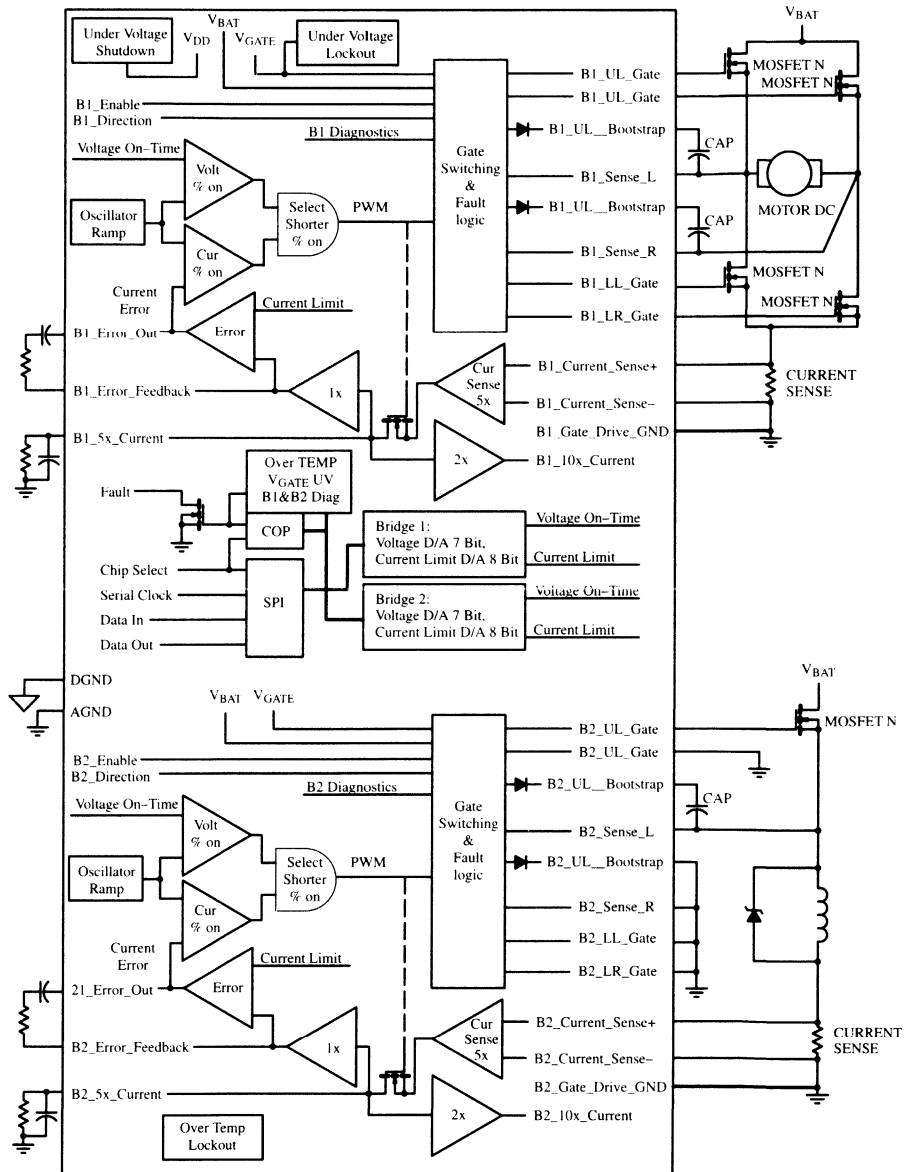 Under Voltage
Shutdown
VDD
VBAT
VGATE
Under Voltage
Lockout
VBAT
MOSFET N
MOSFET N
B1_UL_Gate
B1_UL_Gate
B1_Enable
B1_Direction
B1 Diagnostics
B1_UL__Bootstrap
CAP
Voltage On-Time
Volt
% on
Gate
Switching
&
Fault
logic
B1_Sense_L
Oscillator
Ramp
Select
Shorter
% on
PWM
B1_UL__Bootstrap
MOTOR DC
CAP
Cur
% on
B1_Sense_R
MOSFET N
Current
Error
B1_LL_Gate
MOSFET N
Current Limit
B1_Error_Out
Error
B1_LR_Gate
B1_Current_Sense+
CURRENT
SENSE
B1_Error_Feedback
1x
Cur
Sense
5x
B1_Current_Sense-
B1_5x_Current
B1_Gate_Drive_GND
2x
B1_10x_Current
Over TEMP
VGATE UV
B1&B2 Diag
Fault
COP
Bridge 1:
Voltage D/A 7 Bit,
Current Limit D/A 8 Bit
Voltage On-Time
Current Limit
Chip Select
Serial Clock
SPI
Data In
Data Out
Bridge 2:
Voltage D/A 7 Bit,
Current Limit D/A 8 Bit
Voltage On-Time
Current Limit
DGND
AGND
VBAT
VGATE
VBAT
MOSFET N
B2_UL_Gate
B2_UL_Gate
B2_Enable
B2_Direction
B2 Diagnostics
B2_UL__Bootstrap
CAP
Voltage On-Time
Volt
% on
Gate
Switching
&
Fault
logic
B2_Sense_L
Oscillator
Ramp
Select
Shorter
% on
PWM
B2_UL__Bootstrap
Cur
% on
B2_Sense_R
Current
Error
B2_LL_Gate
Current Limit
B2_LR_Gate
21_Error_Out
Error
B2_Current_Sense+
CURRENT
SENSE
B2_Error_Feedback
1x
Cur
Sense
5x
B2_Current_Sense-
B2_5x_Current
B2_Gate_Drive_GND
2x
B2_10x_Current
Over Temp
Lockout